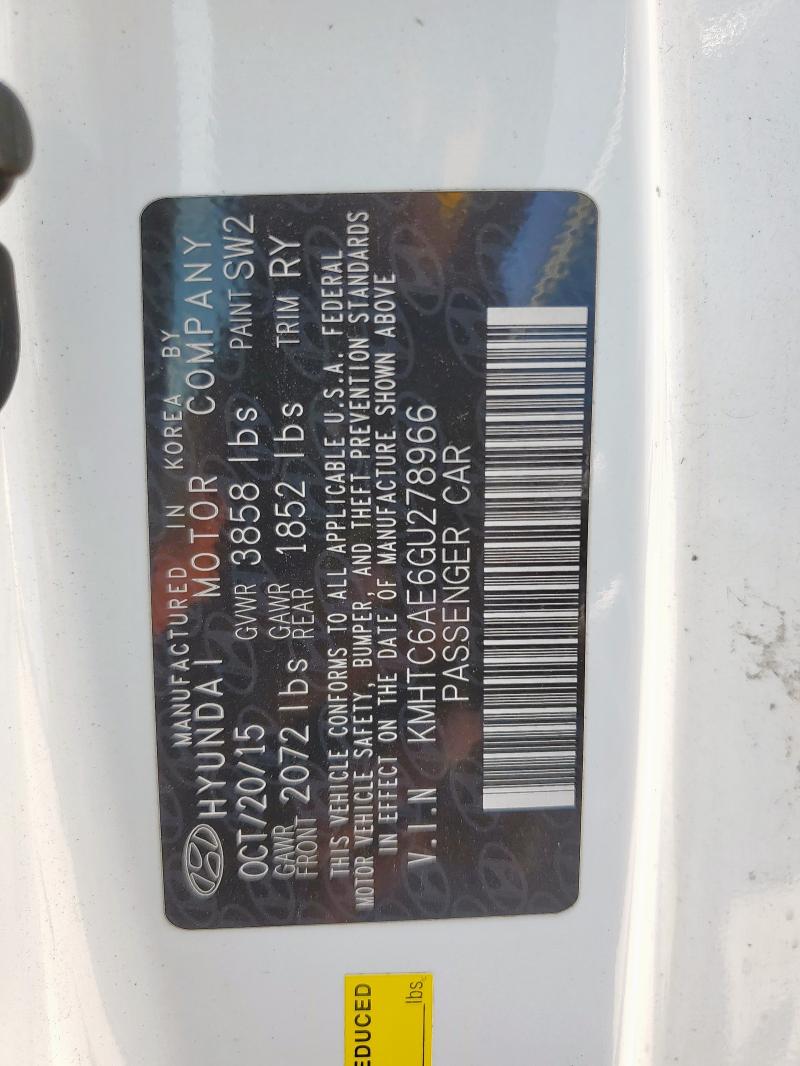 MANUFACTURED IN KOREA BY
HYUNDAI MOTOR COMPANY
OCT/20/15 GVWR 3858 lbs PAINT SW2
GAWR FRONT 2072 lbs GAWR REAR 1852 lbs TRIM RY
THIS VEHICLE CONFORMS TO ALL APPLICABLE U.S.A. FEDERAL
MOTOR VEHICLE SAFETY, BUMPER, AND THEFT PREVENTION STANDARDS
IN EFFECT ON THE DATE OF MANUFACTURE SHOWN ABOVE
V.I.N KMHTC6AE6GU278966
PASSENGER CAR
EDUCED
lbs